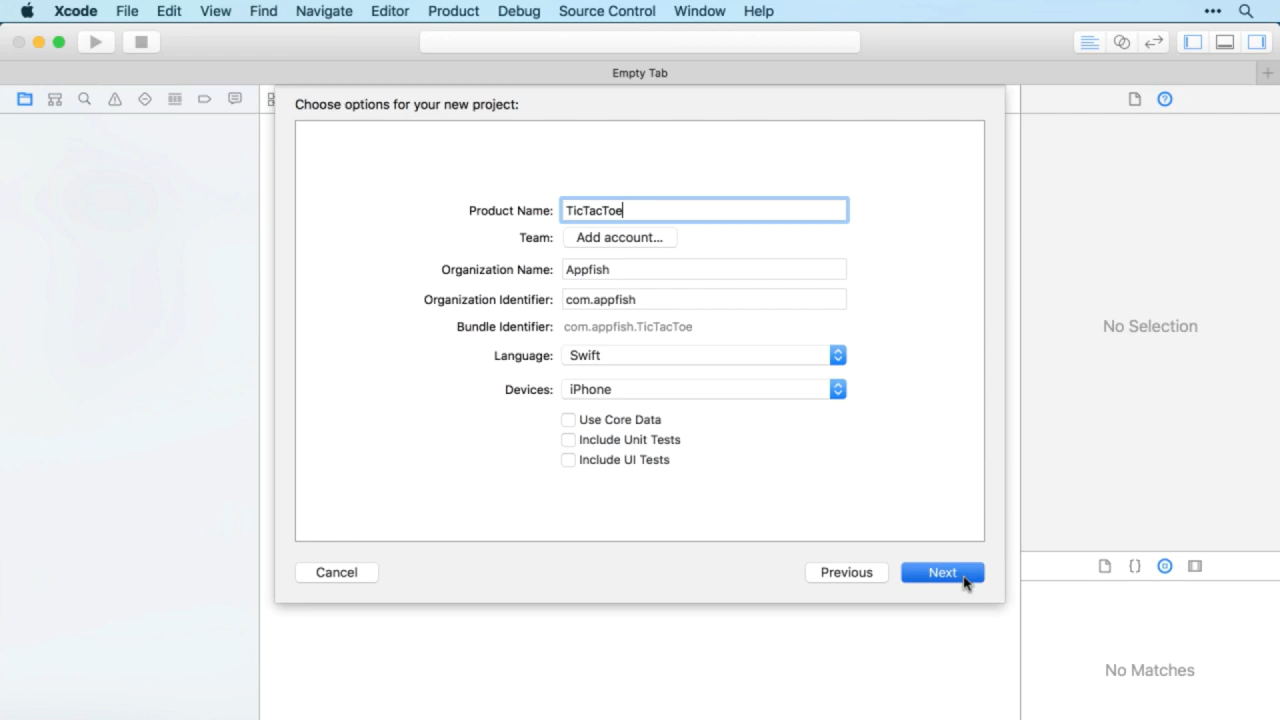 Xcode File Edit View Find Navigate Editor Product Debug Source Control Window Help
Empty Tab
Choose options for your new project:
Product Name: TicTacToe
Team: Add account...
Organization Name: Appfish
Organization Identifier: com.appfish
Bundle Identifier: com.appfish.TicTacToe
Language: Swift
Devices: iPhone
Use Core Data
Include Unit Tests
Include UI Tests
Cancel Previous Next
No Selection
No Matches